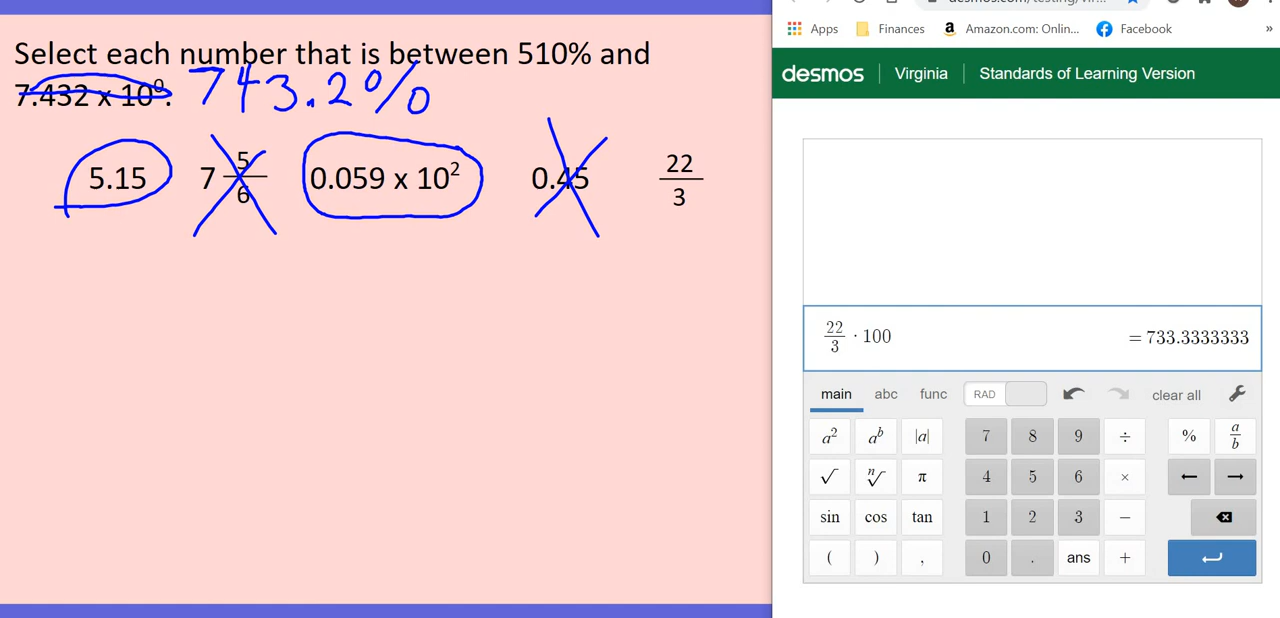 Select each number that is between 510% and
7.432 x 10⁰. 743.2%
5.15 7 5/6 0.059 x 10² 0.45 22/3
Apps Finances Amazon.com: Onlin... Facebook »
desmos Virginia Standards of Learning Version
22/3 · 100 = 733.3333333
main abc func RAD clear all
a² aᵇ |a| 7 8 9 ÷ % a/b
√ ⁿ√ π 4 5 6 × ← →
sin cos tan 1 2 3 −
( ) , 0 . ans +